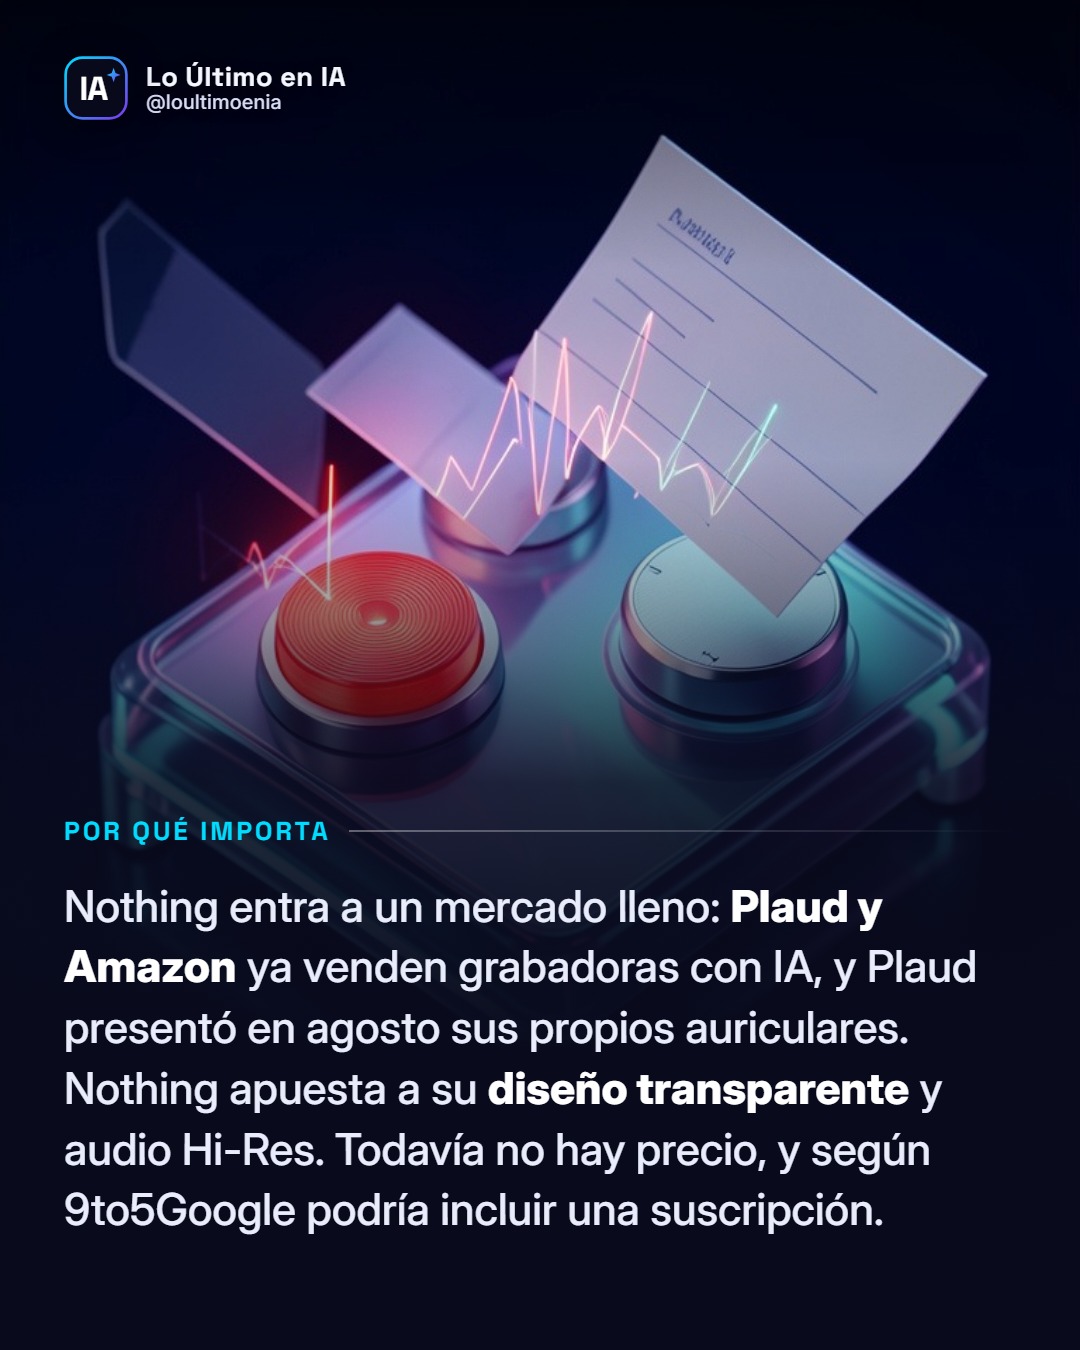 IA
Lo Último en IA
@loultimoenia
POR QUÉ IMPORTA
Nothing entra a un mercado lleno: Plaud y
Amazon ya venden grabadoras con IA, y Plaud
presentó en agosto sus propios auriculares.
Nothing apuesta a su diseño transparente y
audio Hi-Res. Todavía no hay precio, y según
9to5Google podría incluir una suscripción.